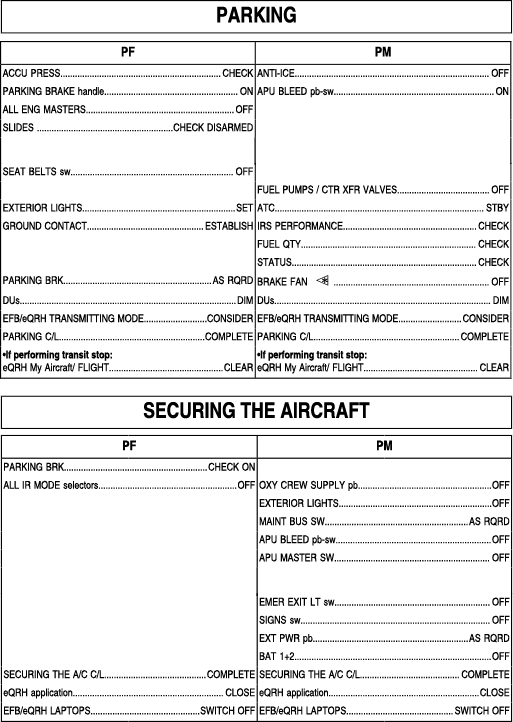 PARKING
PF PM
ACCU PRESS........CHECK ANTI-ICE........OFF
PARKING BRAKE handle........ON APU BLEED pb-sw........ON
ALL ENG MASTERS........OFF
SLIDES ........CHECK DISARMED
SEAT BELTS sw........OFF
FUEL PUMPS / CTR XFR VALVES........OFF
EXTERIOR LIGHTS........SET ATC........STBY
GROUND CONTACT........ESTABLISH IRS PERFORMANCE........CHECK
FUEL QTY........CHECK
STATUS........CHECK
PARKING BRK........AS RQRD BRAKE FAN ........OFF
DUs........DIM DUs........DIM
EFB/eQRH TRANSMITTING MODE........CONSIDER EFB/eQRH TRANSMITTING MODE........CONSIDER
PARKING C/L........COMPLETE PARKING C/L........COMPLETE
•If performing transit stop: •If performing transit stop:
eQRH My Aircraft/ FLIGHT........CLEAR eQRH My Aircraft/ FLIGHT........CLEAR
SECURING THE AIRCRAFT
PF PM
PARKING BRK........CHECK ON
ALL IR MODE selectors........OFF OXY CREW SUPPLY pb........OFF
EXTERIOR LIGHTS........OFF
MAINT BUS SW........AS RQRD
APU BLEED pb-sw........OFF
APU MASTER SW........OFF
EMER EXIT LT sw........OFF
SIGNS sw........OFF
EXT PWR pb........AS RQRD
BAT 1+2........OFF
SECURING THE A/C C/L........COMPLETE SECURING THE A/C C/L........COMPLETE
eQRH application........CLOSE eQRH application........CLOSE
EFB/eQRH LAPTOPS........SWITCH OFF EFB/eQRH LAPTOPS........SWITCH OFF